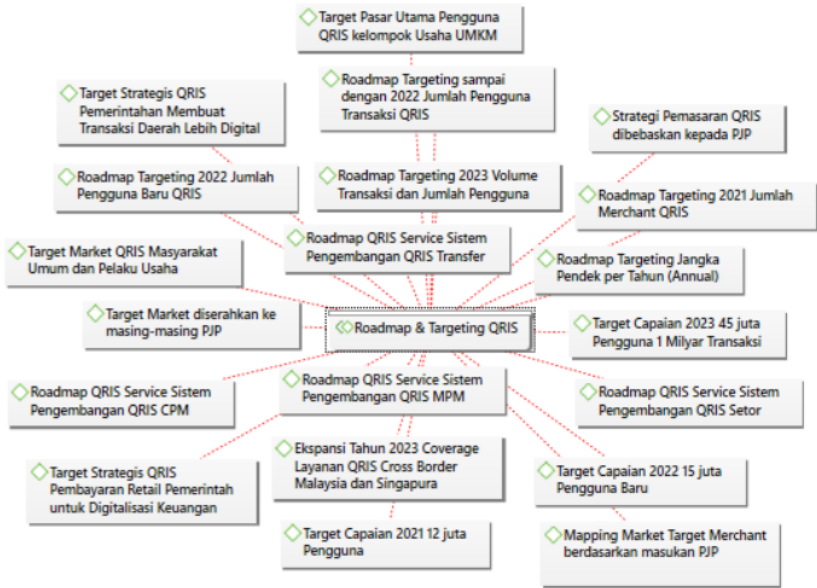 Target Pasar Utama Pengguna
QRIS kelompok Usaha UMKM
Target Strategis QRIS
Pemerintahan Membuat
Transaksi Daerah Lebih Digital
Roadmap Targeting sampai
dengan 2022 Jumlah Pengguna
Transaksi QRIS
Strategi Pemasaran QRIS
dibebaskan kepada PJP
Roadmap Targeting 2022 Jumlah
Pengguna Baru QRIS
Roadmap Targeting 2023 Volume
Transaksi dan Jumlah Pengguna
Roadmap Targeting 2021 Jumlah
Merchant QRIS
Target Market QRIS Masyarakat
Umum dan Pelaku Usaha
Roadmap QRIS Service Sistem
Pengembangan QRIS Transfer
Roadmap Targeting Jangka
Pendek per Tahun (Annual)
Target Market diserahkan ke
masing-masing PJP
Roadmap & Targeting QRIS
Target Capaian 2023 45 juta
Pengguna 1 Milyar Transaksi
Roadmap QRIS Service Sistem
Pengembangan QRIS CPM
Roadmap QRIS Service Sistem
Pengembangan QRIS MPM
Roadmap QRIS Service Sistem
Pengembangan QRIS Setor
Target Strategis QRIS
Pembayaran Retail Pemerintah
untuk Digitalisasi Keuangan
Ekspansi Tahun 2023 Coverage
Layanan QRIS Cross Border
Malaysia dan Singapura
Target Capaian 2022 15 juta
Pengguna Baru
Target Capaian 2021 12 juta
Pengguna
Mapping Market Target Merchant
berdasarkan masukan PJP